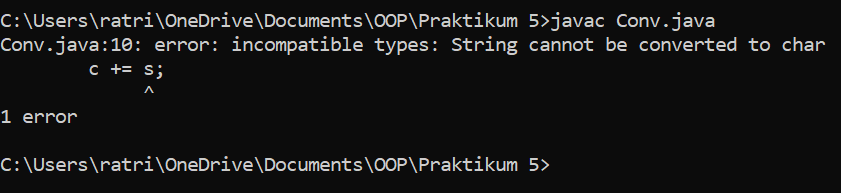 C:\Users\ratri\OneDrive\Documents\OOP\Praktikum 5>javac Conv.java
Conv.java:10: error: incompatible types: String cannot be converted to char
        c += s;
             ^
1 error
C:\Users\ratri\OneDrive\Documents\OOP\Praktikum 5>